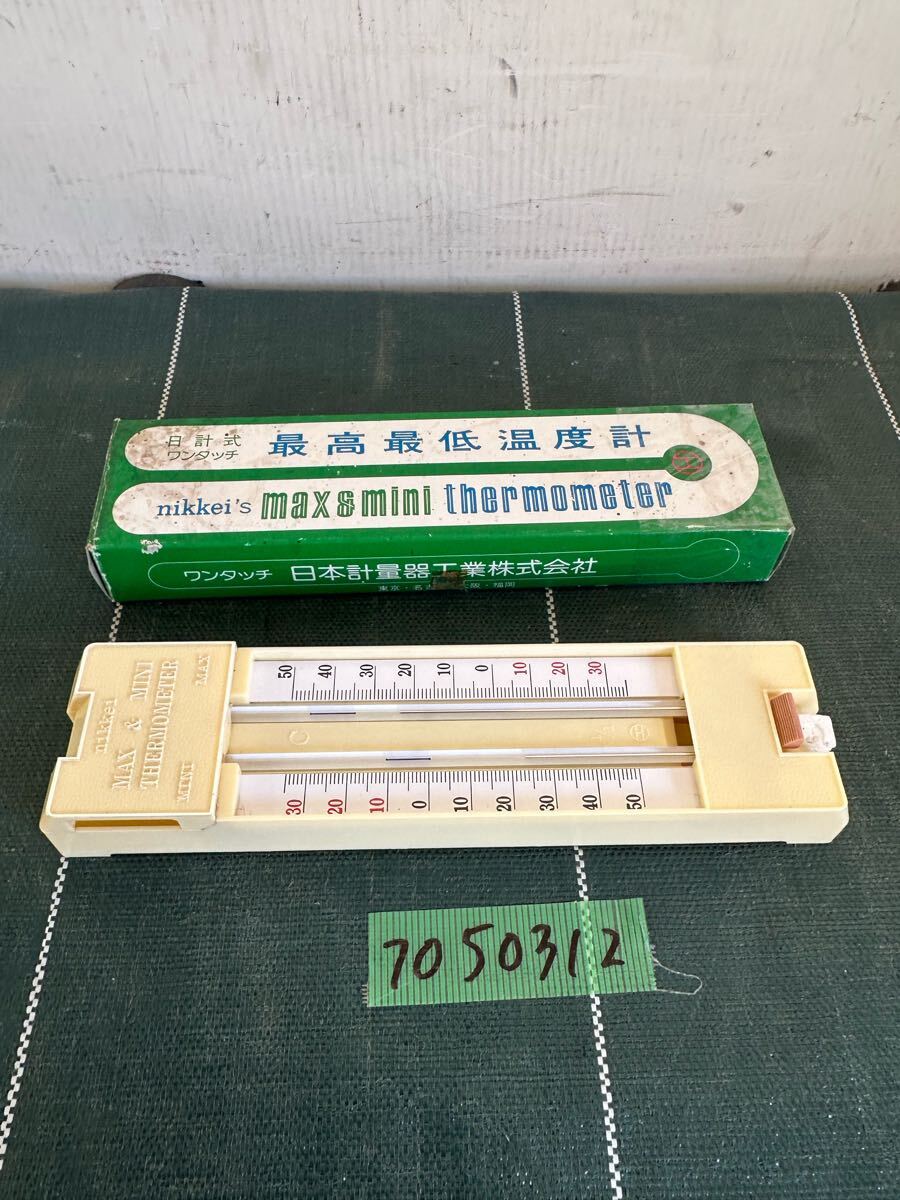 日計式
ワンタッチ
最高最低温度計
nikkei's max&mini thermometer
ワンタッチ 日本計量器工業株式会社
nikkei
MAX & MINI
THERMOMETER
MINI
MAX
50 40 30 20 10 0 10 20 30
C
30 20 10 0 10 20 30 40 50
7050312